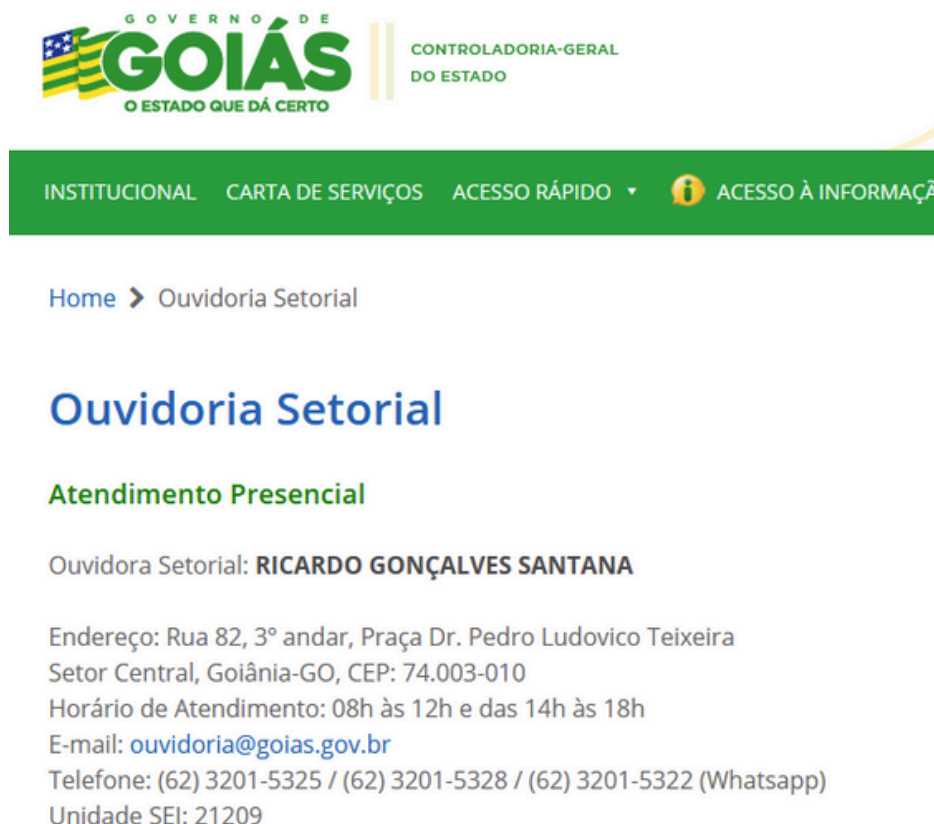 GOVERNO DE
GOIÁS
O ESTADO QUE DÁ CERTO
CONTROLADORIA-GERAL
DO ESTADO
INSTITUCIONAL CARTA DE SERVIÇOS ACESSO RÁPIDO ACESSO À INFORMAÇÃ
Home > Ouvidoria Setorial
Ouvidoria Setorial
Atendimento Presencial
Ouvidora Setorial: RICARDO GONÇALVES SANTANA
Endereço: Rua 82, 3º andar, Praça Dr. Pedro Ludovico Teixeira
Setor Central, Goiânia-GO, CEP: 74.003-010
Horário de Atendimento: 08h às 12h e das 14h às 18h
E-mail: ouvidoria@goias.gov.br
Telefone: (62) 3201-5325 / (62) 3201-5328 / (62) 3201-5322 (Whatsapp)
Unidade SEI: 21209